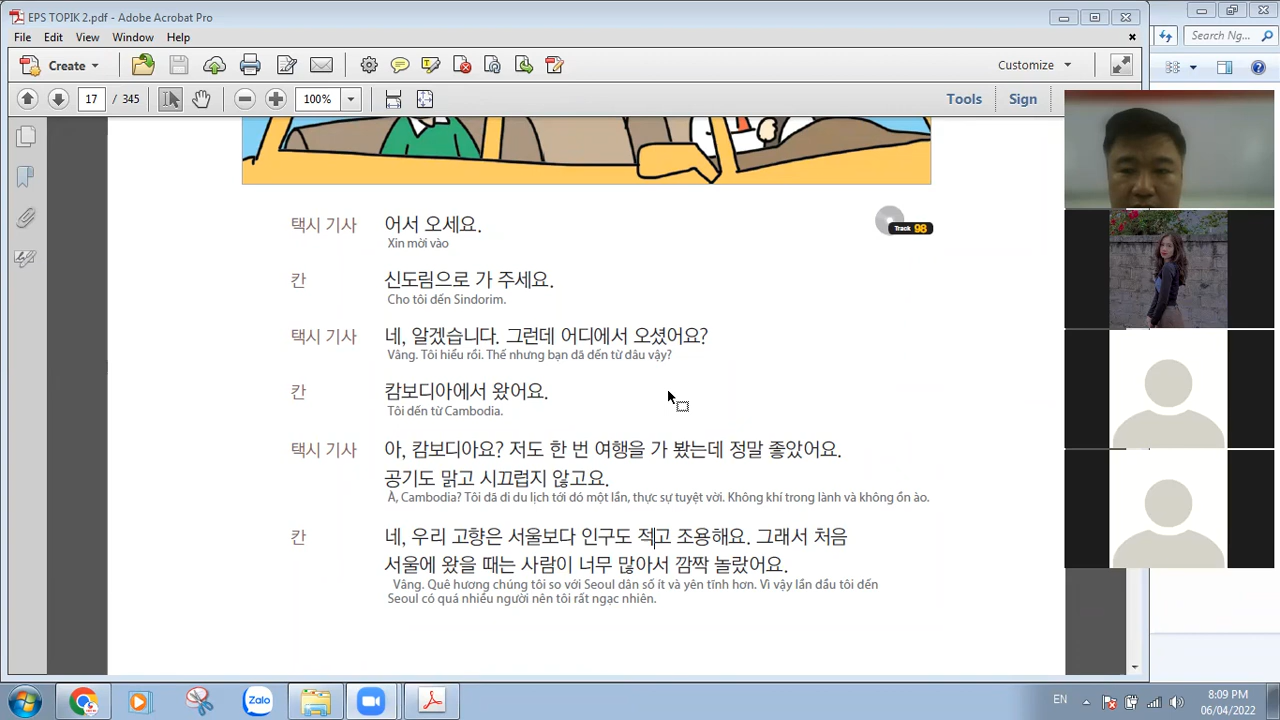 EPS TOPIK 2.pdf - Adobe Acrobat Pro
File Edit View Window Help
Search Ng...
Create
Customize
17 / 345
100%
Tools
Sign
택시 기사 어서 오세요.
Track 98
Xin mời vào
칸 신도림으로 가 주세요.
Cho tôi đến Sindorim.
택시 기사 네, 알겠습니다. 그런데 어디에서 오셨어요?
Vâng. Tôi hiểu rồi. Thế nhưng bạn đã đến từ đâu vậy?
칸 캄보디아에서 왔어요.
Tôi đến từ Cambodia.
택시 기사 아, 캄보디아요? 저도 한 번 여행을 가 봤는데 정말 좋았어요.
공기도 맑고 시끄럽지 않고요.
À, Cambodia? Tôi đã đi du lịch tới đó một lần, thực sự tuyệt vời. Không khí trong lành và không ồn ào.
칸 네, 우리 고향은 서울보다 인구도 적고 조용해요. 그래서 처음
서울에 왔을 때는 사람이 너무 많아서 깜짝 놀랐어요.
Vâng. Quê hương chúng tôi so với Seoul dân số ít và yên tĩnh hơn. Vì vậy lần đầu tôi đến
Seoul có quá nhiều người nên tôi rất ngạc nhiên.
Zalo
EN
8:09 PM
06/04/2022